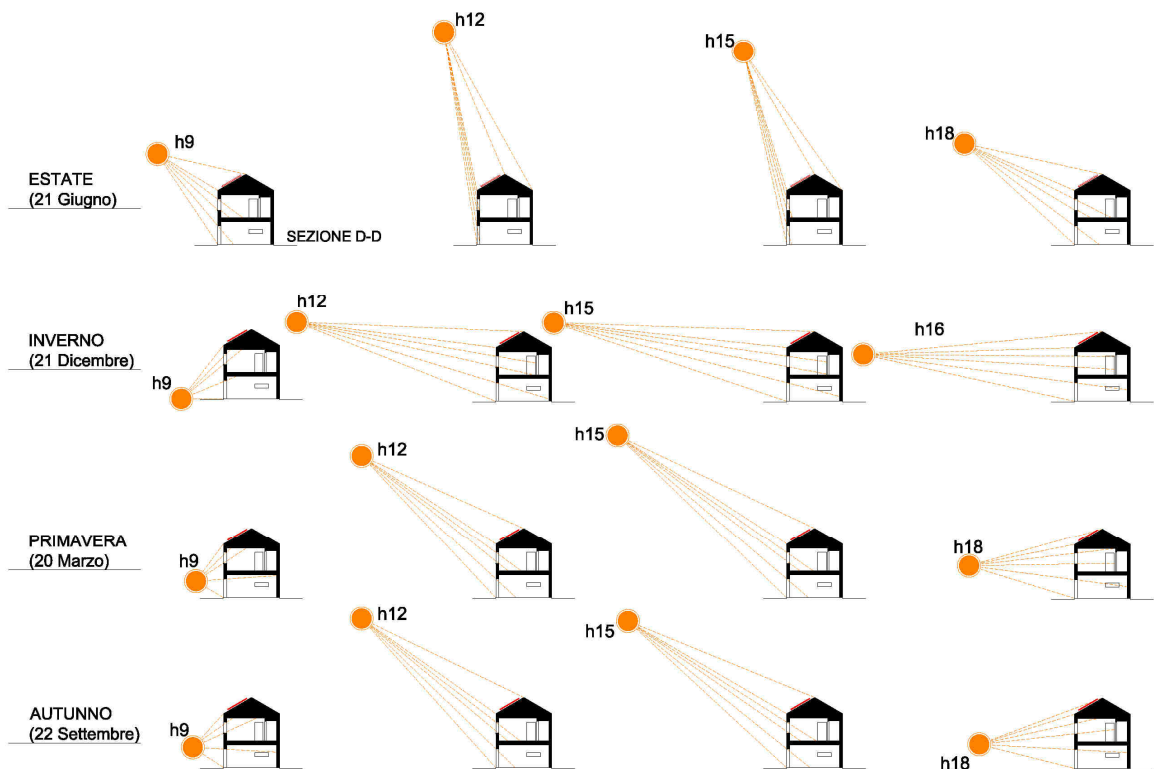 h9
h12
h15
h18
ESTATE
(21 Giugno)
SEZIONE D-D
h12
h15
h16
INVERNO
(21 Dicembre)
h9
h12
h15
PRIMAVERA
(20 Marzo)
h9
h18
h12
h15
AUTUNNO
(22 Settembre)
h9
h18